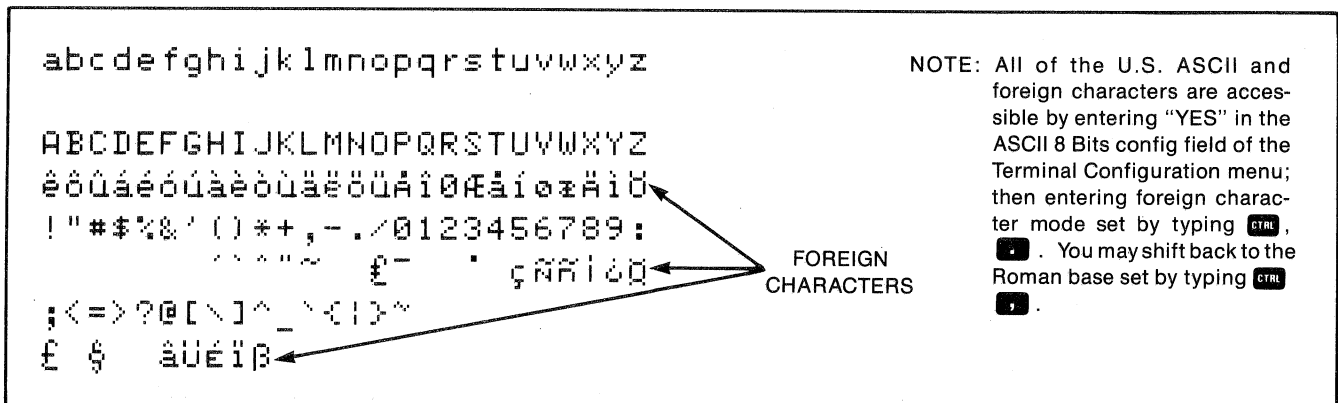 abcdefghijklmnopqrstuvwxyz
ABCDEFGHIJKLMNOPQRSTUVWXYZ
êôûáéóúàèòùäëöüÅîØÆåíøæÄìÖ
!"#$%&'()*+,-./0123456789:
´`^¨~ £¯ ° çÑñ¡¿¤
;<=>?@[\]^_`{|}~
£ § âÜÉïβ
FOREIGN
CHARACTERS
NOTE: All of the U.S. ASCII and
foreign characters are acces-
sible by entering “YES” in the
ASCII 8 Bits config field of the
Terminal Configuration menu;
then entering foreign charac-
ter mode set by typing CTRL ,
. . You may shift back to the
Roman base set by typing CTRL
, .